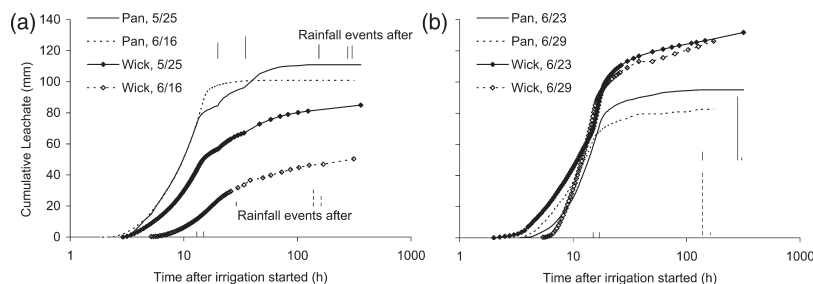 (a)
Pan, 5/25
Pan, 6/16
Wick, 5/25
Wick, 6/16
Rainfall events after
Rainfall events after
Cumulative Leachate (mm)
140
120
100
80
60
40
20
0
1
10
100
1000
Time after irrigation started (h)
(b)
Pan, 6/23
Pan, 6/29
Wick, 6/23
Wick, 6/29
1
10
100
1000
Time after irrigation started (h)